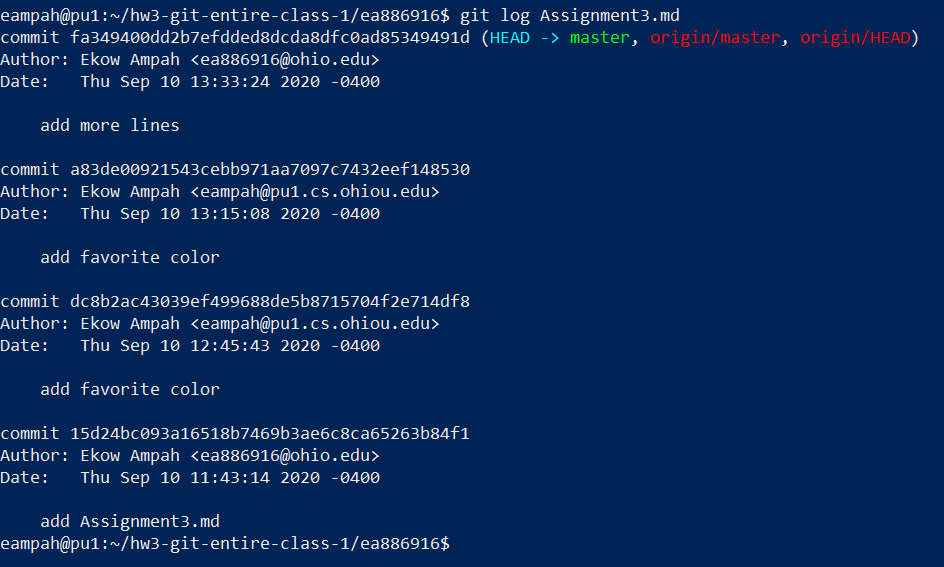 eampah@pu1:~/hw3-git-entire-class-1/ea886916$ git log Assignment3.md
commit fa349400dd2b7efdded8dcda8dfc0ad85349491d (HEAD -> master, origin/master, origin/HEAD)
Author: Ekow Ampah <ea886916@ohio.edu>
Date:   Thu Sep 10 13:33:24 2020 -0400

    add more lines

commit a83de00921543cebb971aa7097c7432eef148530
Author: Ekow Ampah <eampah@pu1.cs.ohiou.edu>
Date:   Thu Sep 10 13:15:08 2020 -0400

    add favorite color

commit dc8b2ac43039ef499688de5b8715704f2e714df8
Author: Ekow Ampah <eampah@pu1.cs.ohiou.edu>
Date:   Thu Sep 10 12:45:43 2020 -0400

    add favorite color

commit 15d24bc093a16518b7469b3ae6c8ca65263b84f1
Author: Ekow Ampah <ea886916@ohio.edu>
Date:   Thu Sep 10 11:43:14 2020 -0400

    add Assignment3.md
eampah@pu1:~/hw3-git-entire-class-1/ea886916$